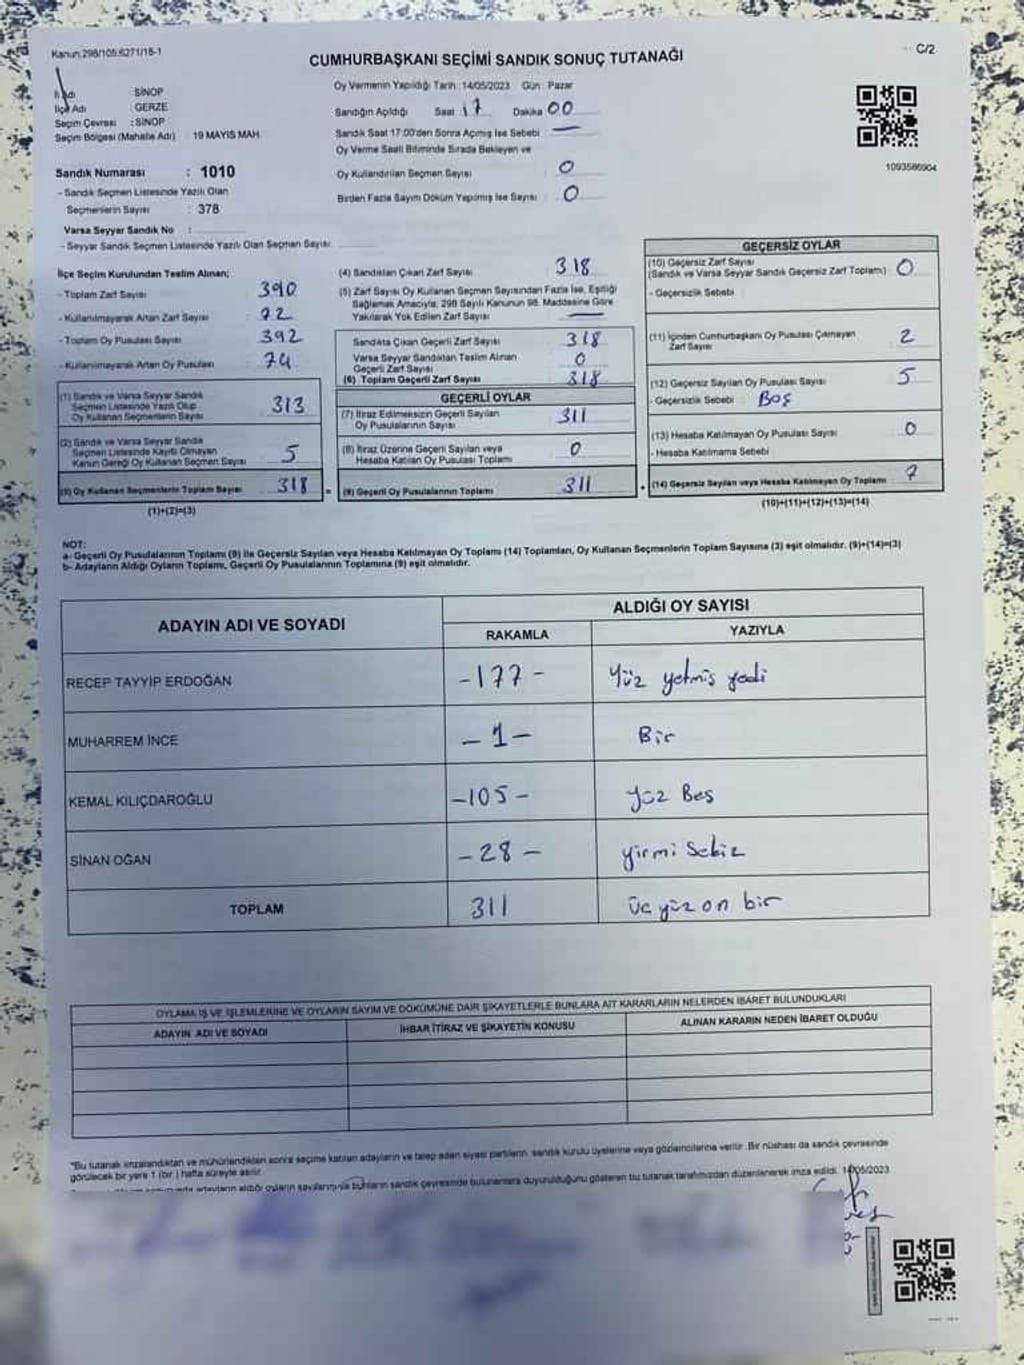 Kanun:298/105;6271/18-1
C/2
CUMHURBAŞKANI SEÇİMİ SANDIK SONUÇ TUTANAĞI
İli Adı : SİNOP
İlçe Adı : GERZE
Seçim Çevresi : SİNOP
Seçim Bölgesi (Mahalle Adı) : 19 MAYIS MAH.
Oy Vermenin Yapıldığı Tarih : 14/05/2023 Gün : Pazar
Sandığın Açıldığı Saat 17 Dakika 00
Sandık Saat 17:00'den Sonra Açmış İse Sebebi : —
Oy Verme Saati Bitiminde Sırada Bekleyen ve
Oy Kullandırılan Seçmen Sayısı 0
Birden Fazla Sayım Döküm Yapılmış İse Sayısı : 0
1093586904
Sandık Numarası : 1010
- Sandık Seçmen Listesinde Yazılı Olan
Seçmenlerin Sayısı : 378
Varsa Seyyar Sandık No :
- Seyyar Sandık Seçmen Listesinde Yazılı Olan Seçmen Sayısı
İlçe Seçim Kurulundan Teslim Alınan;
- Toplam Zarf Sayısı 390
- Kullanılmayarak Artan Zarf Sayısı 72
- Toplam Oy Pusulası Sayısı 392
- Kullanılmayarak Artan Oy Pusulası 74
(1) Sandık ve Varsa Seyyar Sandık
Seçmen Listesinde Yazılı Olup
Oy Kullanan Seçmenlerin Sayısı 313
(2) Sandık ve Varsa Seyyar Sandık
Seçmen Listesinde Kayıtlı Olmayan
Kanun Gereği Oy Kullanan Seçmen Sayısı 5
(3) Oy Kullanan Seçmenlerin Toplam Sayısı 318
(1)+(2)=(3)
(4) Sandıktan Çıkan Zarf Sayısı 318
(5) Zarf Sayısı Oy Kullanan Seçmen Sayısından Fazla İse, Eşitliği
Sağlamak Amacıyla, 298 Sayılı Kanunun 98. Maddesine Göre
Yakılarak Yok Edilen Zarf Sayısı —
Sandıkta Çıkan Geçerli Zarf Sayısı 318
Varsa Seyyar Sandıktan Teslim Alınan
Geçerli Zarf Sayısı 0
(6) Toplam Geçerli Zarf Sayısı 318
GEÇERLİ OYLAR
(7) İtiraz Edilmeksizin Geçerli Sayılan
Oy Pusulalarının Sayısı 311
(8) İtiraz Üzerine Geçerli Sayılan veya
Hesaba Katılan Oy Pusulası Toplamı 0
= (9) Geçerli Oy Pusulalarının Toplamı 311
GEÇERSİZ OYLAR
(10) Geçersiz Zarf Sayısı
(Sandık ve Varsa Seyyar Sandık Geçersiz Zarf Toplamı) 0
- Geçersizlik Sebebi
(11) İçinden Cumhurbaşkanı Oy Pusulası Çıkmayan
Zarf Sayısı 2
(12) Geçersiz Sayılan Oy Pusulası Sayısı 5
- Geçersizlik Sebebi Boş
(13) Hesaba Katılmayan Oy Pusulası Sayısı 0
- Hesaba Katılmama Sebebi
+ (14) Geçersiz Sayılan veya Hesaba Katılmayan Oy Toplamı 7
(10)+(11)+(12)+(13)=(14)
NOT:
a- Geçerli Oy Pusulalarının Toplamı (9) ile Geçersiz Sayılan veya Hesaba Katılmayan Oy Toplamı (14) Toplamları, Oy Kullanan Seçmenlerin Toplam Sayısına (3) eşit olmalıdır. (9)+(14)=(3)
b- Adayların Aldığı Oyların Toplamı, Geçerli Oy Pusulalarının Toplamına (9) eşit olmalıdır.
ADAYIN ADI VE SOYADI ALDIĞI OY SAYISI
RAKAMLA YAZIYLA
RECEP TAYYİP ERDOĞAN -177- Yüz yetmiş yedi
MUHARREM İNCE -1- Bir
KEMAL KILIÇDAROĞLU -105- Yüz Beş
SİNAN OĞAN -28- yirmi Sekiz
TOPLAM 311 üç yüz on bir
OYLAMA İŞ VE İŞLEMLERİNE VE OYLARIN SAYIM VE DÖKÜMÜNE DAİR ŞİKAYETLERLE BUNLARA AİT KARARLARIN NELERDEN İBARET BULUNDUKLARI
ADAYIN ADI VE SOYADI İHBAR İTİRAZ VE ŞİKAYETİN KONUSU ALINAN KARARIN NEDEN İBARET OLDUĞU
"Bu tutanak imzalandıktan ve mühürlendikten sonra seçime katılan adayların ve talep eden siyasi partilerin sandık kurulu üyelerine veya gözlemcilerine verilir. Bir nüshası da sandık çevresinde
görülecek bir yere 1 (bir) hafta süreyle asılır.
adayların aldığı oyların sayılarını ve bunların sandık çevresinde bulunanlara duyurulduğunu gösteren bu tutanak tarafımızdan düzenlenerek imza edildi. 14/05/2023